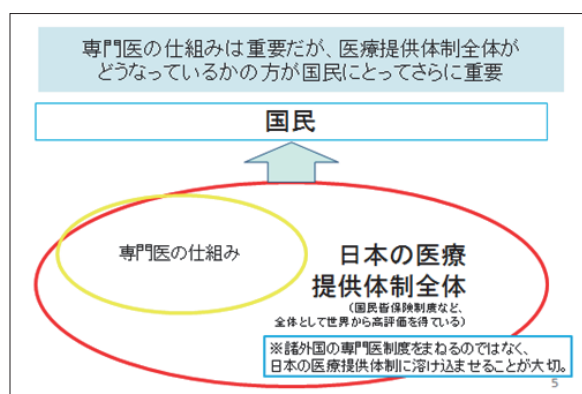 専門医の仕組みは重要だが、医療提供体制全体が
どうなっているかの方が国民にとってさらに重要
国民
専門医の仕組み
日本の医療
提供体制全体
(国民皆保険制度など、
全体として世界から高評価を得ている)
※諸外国の専門医制度をまねるのではなく、
日本の医療提供体制に溶け込ませることが大切。
5